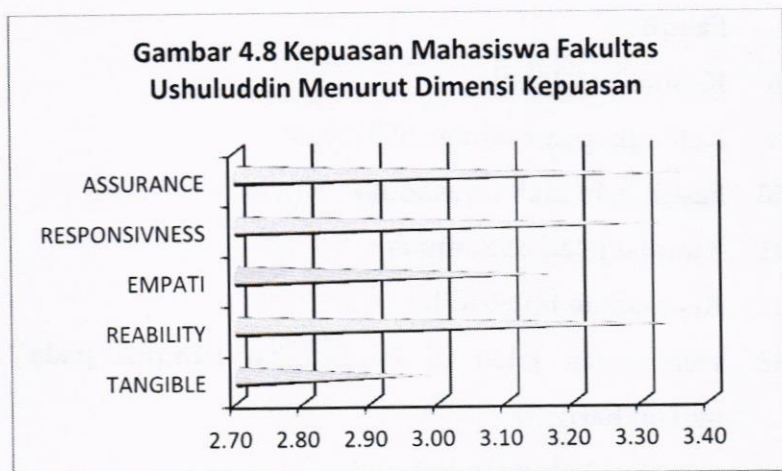 Gambar 4.8 Kepuasan Mahasiswa Fakultas
Ushuluddin Menurut Dimensi Kepuasan
ASSURANCE
RESPONSIVNESS
EMPATI
REABILITY
TANGIBLE
2.70 2.80 2.90 3.00 3.10 3.20 3.30 3.40